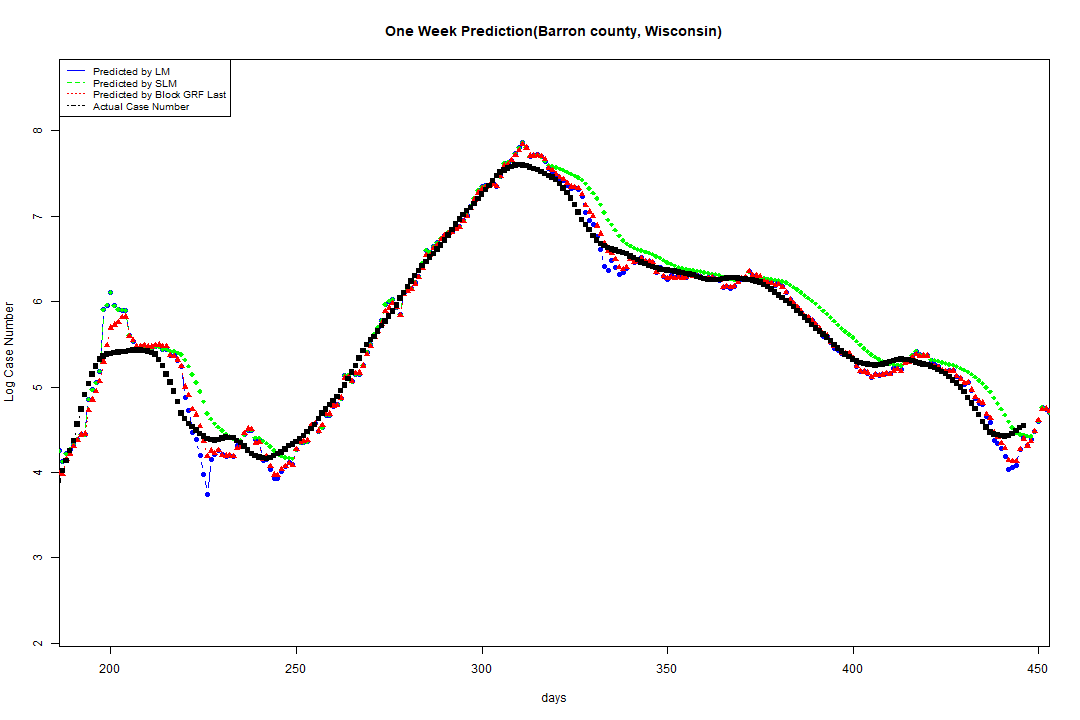 One Week Prediction(Barron county, Wisconsin)
Predicted by LM
Predicted by SLM
Predicted by Block GRF Last
Actual Case Number
Log Case Number
8
7
6
5
4
3
2
200 250 300 350 400 450
days